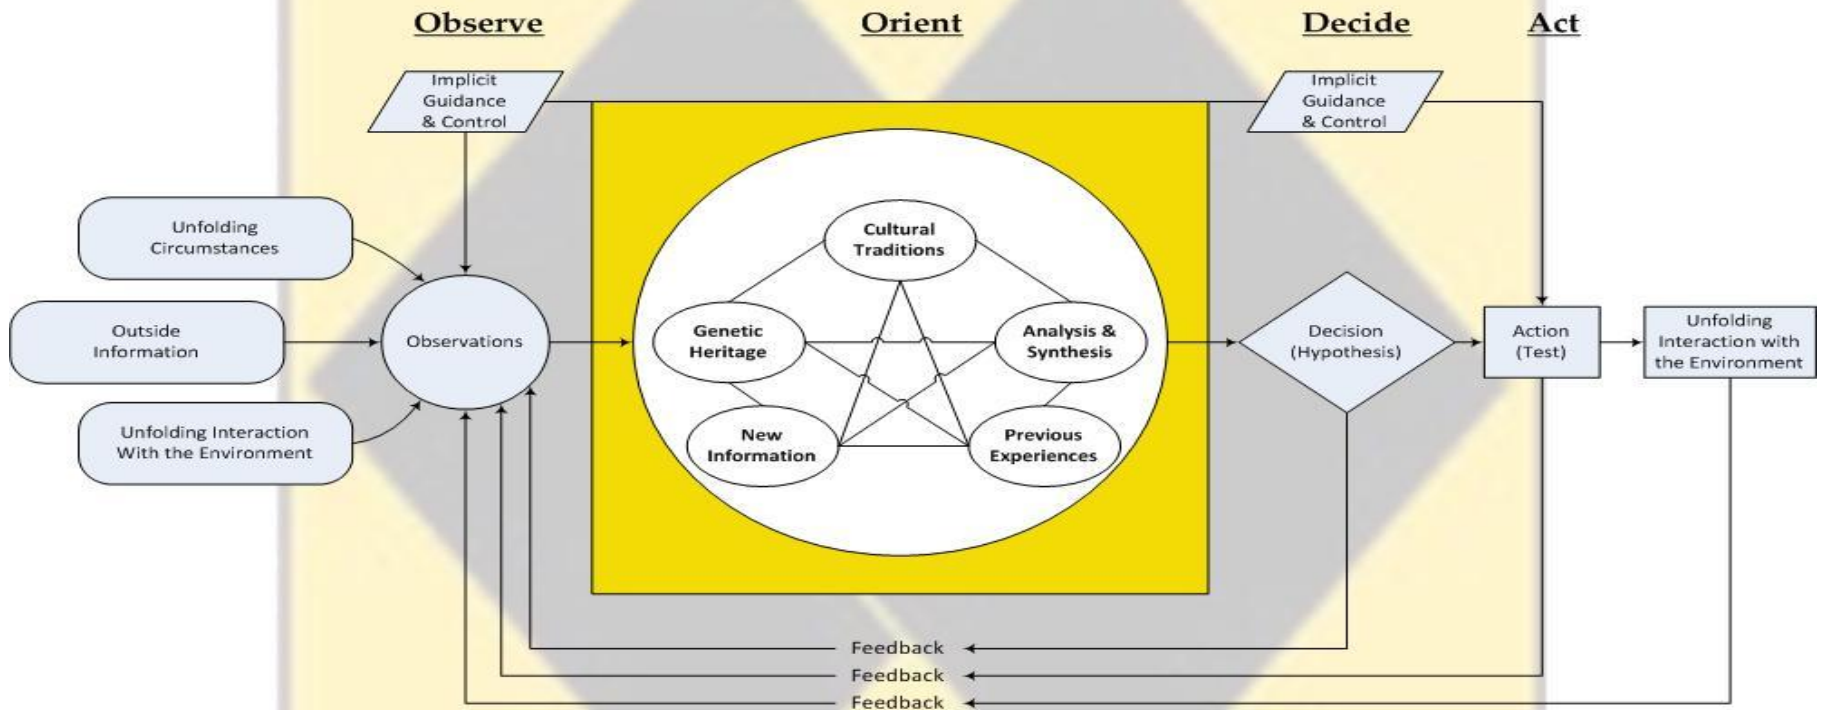 Observe
Orient
Decide
Act
Implicit
Guidance
& Control
Implicit
Guidance
& Control
Unfolding
Circumstances
Outside
Information
Unfolding Interaction
With the Environment
Observations
Cultural
Traditions
Genetic
Heritage
Analysis &
Synthesis
New
Information
Previous
Experiences
Decision
(Hypothesis)
Action
(Test)
Unfolding
Interaction with
the Environment
Feedback
Feedback
Feedback